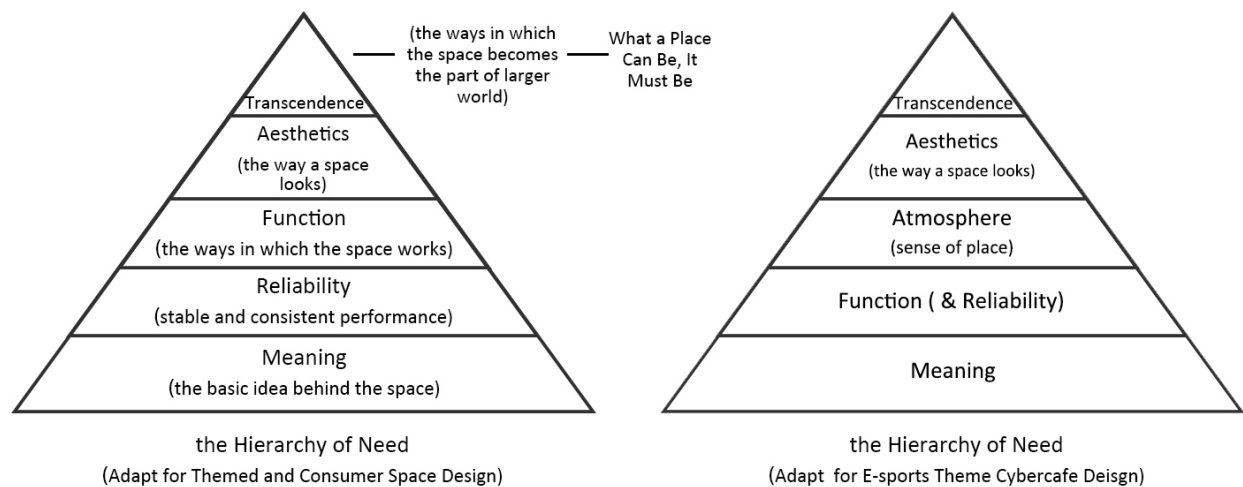 (the ways in which
the space becomes
the part of larger
world)
What a Place
Can Be, It
Must Be
Transcendence
Aesthetics
(the way a space
looks)
Function
(the ways in which the space works)
Reliability
(stable and consistent performance)
Meaning
(the basic idea behind the space)
the Hierarchy of Need
(Adapt for Themed and Consumer Space Design)
Transcendence
Aesthetics
(the way a space looks)
Atmosphere
(sense of place)
Function ( & Reliability)
Meaning
the Hierarchy of Need
(Adapt for E-sports Theme Cybercafe Deisgn)